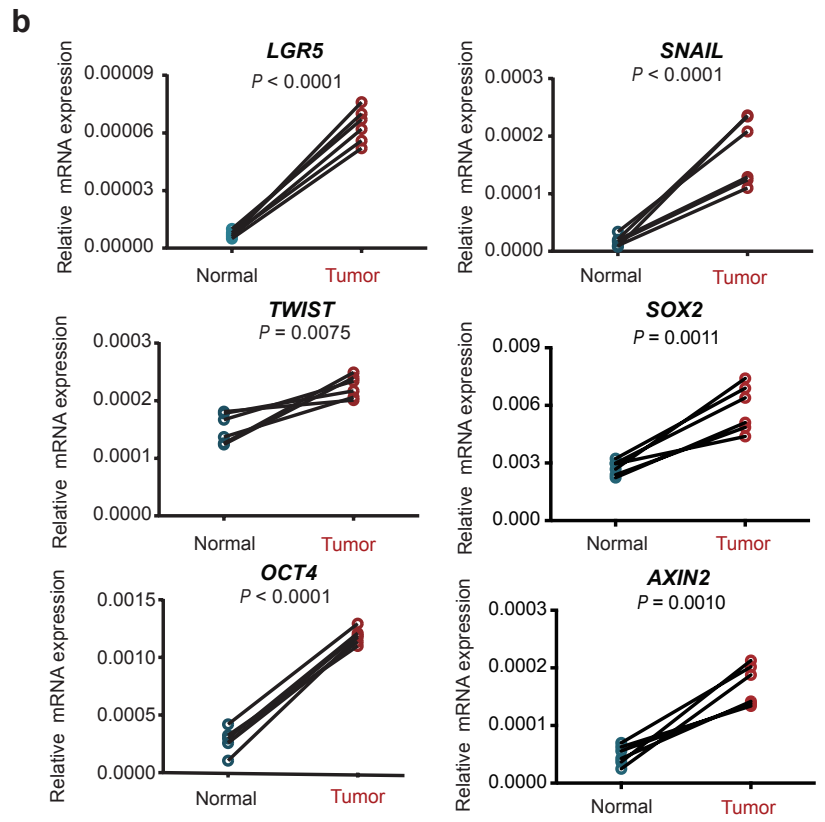 b
LGR5
P < 0.0001
Relative mRNA expression
0.00009
0.00006
0.00003
0.00000
Normal
Tumor
SNAIL
P < 0.0001
Relative mRNA expression
0.0003
0.0002
0.0001
0.0000
Normal
Tumor
TWIST
P = 0.0075
Relative mRNA expression
0.0003
0.0002
0.0001
0.0000
Normal
Tumor
SOX2
P = 0.0011
Relative mRNA expression
0.009
0.006
0.003
0.000
Normal
Tumor
OCT4
P < 0.0001
Relative mRNA expression
0.0015
0.0010
0.0005
0.0000
Normal
Tumor
AXIN2
P = 0.0010
Relative mRNA expression
0.0003
0.0002
0.0001
0.0000
Normal
Tumor